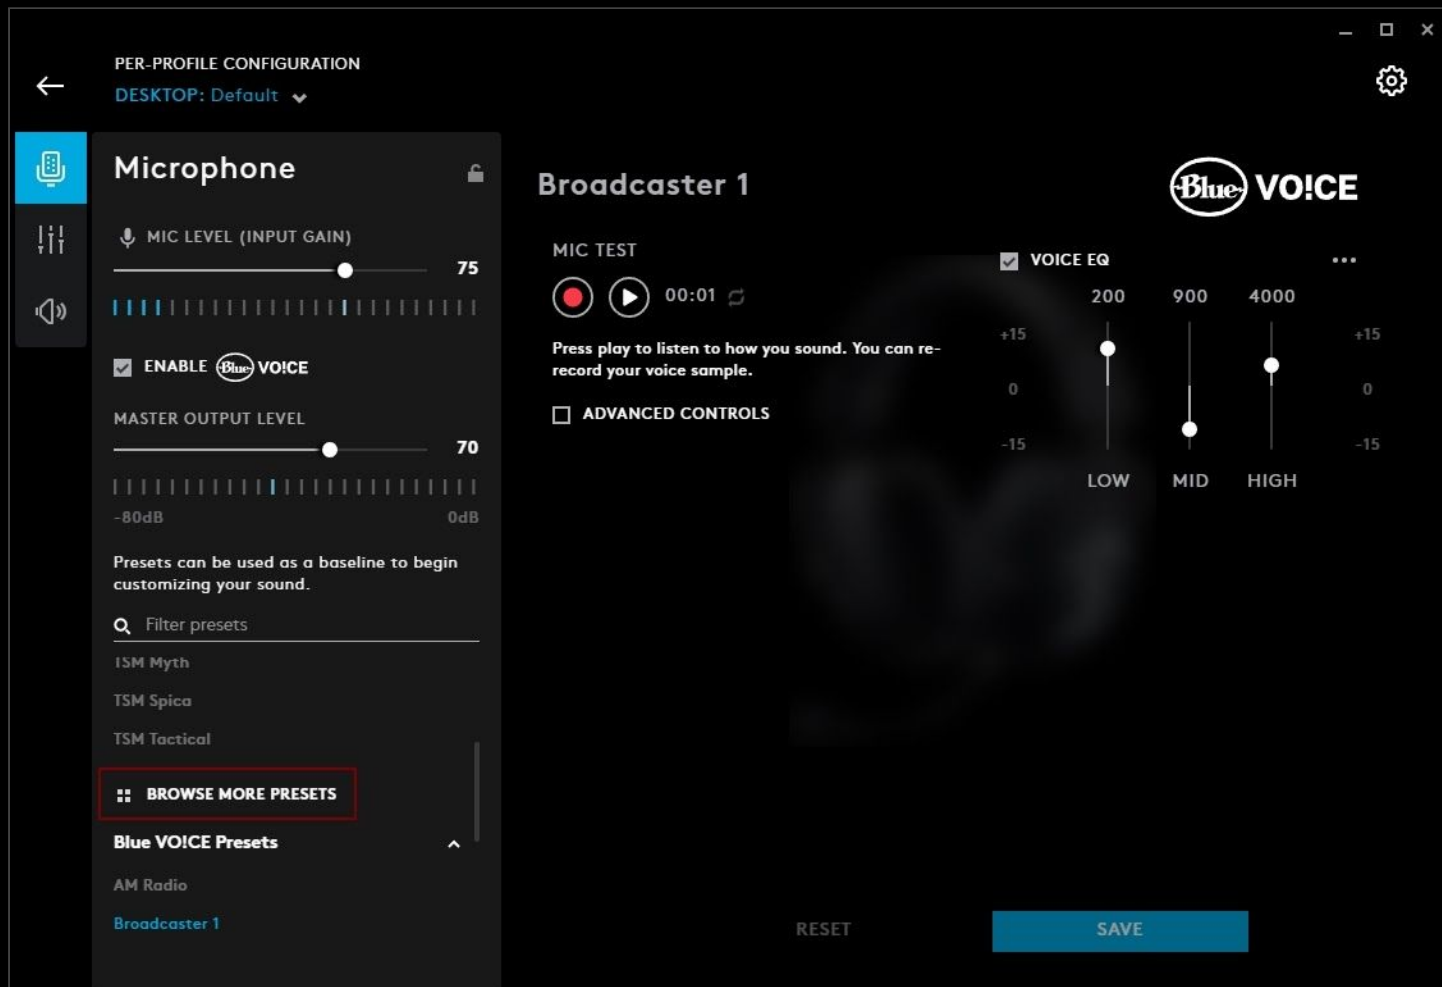 PER-PROFILE CONFIGURATION
DESKTOP: Default
Microphone
MIC LEVEL (INPUT GAIN)
75
ENABLE Blue VO!CE
MASTER OUTPUT LEVEL
70
-80dB 0dB
Presets can be used as a baseline to begin
customizing your sound.
Filter presets
TSM Myth
TSM Spica
TSM Tactical
BROWSE MORE PRESETS
Blue VO!CE Presets
AM Radio
Broadcaster 1
Broadcaster 1
Blue VO!CE
MIC TEST
00:01
Press play to listen to how you sound. You can re-
record your voice sample.
ADVANCED CONTROLS
VOICE EQ
200 900 4000
+15 +15
0 0
-15 -15
LOW MID HIGH
RESET SAVE